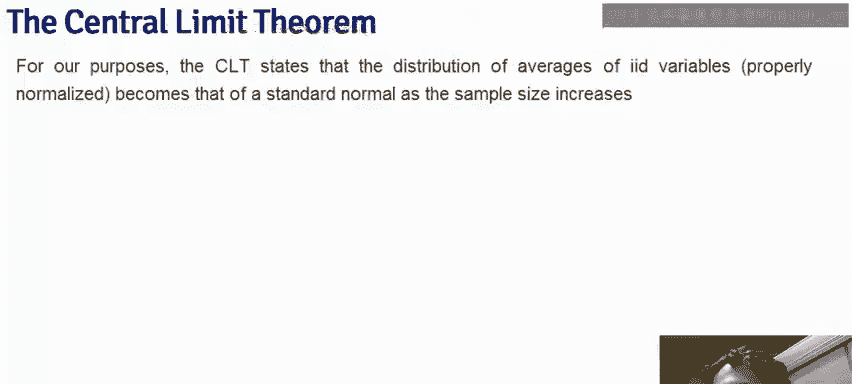 The Central Limit Theorem
For our purposes, the CLT states that the distribution of averages of iid variables (properly
normalized) becomes that of a standard normal as the sample size increases